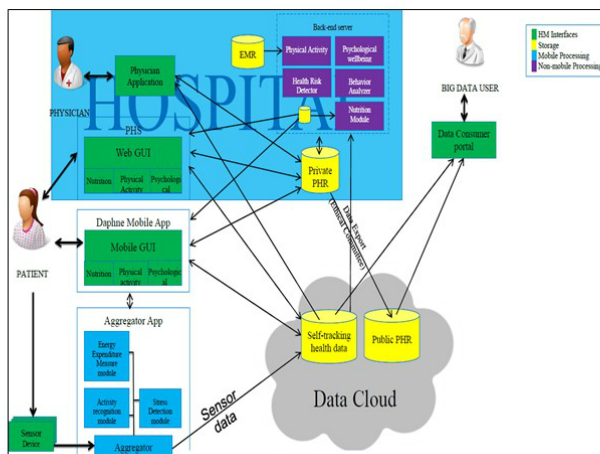 Back-end server
HM Interfaces
Storage
Mobile Processing
Non-mobile Processing
EMR
Physical Activity
Psychological
wellbeing
Health Risk
Detector
Behavior
Analyzer
Nutrition
Module
Physician
Application
PHYSICIAN
HOSPITAL
BIG DATA USER
Data Consumer
portal
PHS
Web GUI
Nutrition
Physical
Activity
Psychological
Private
PHR
Daphne Mobile App
Mobile GUI
Nutrition
Physical
activity
Psychologic
al
PATIENT
Data Export
(Ethical Committee)
Aggregator App
Energy
Expenditure
Measure
module
Activity
recognition
module
Stress
Detection
module
Aggregator
Sensor
Device
Sensor
data
Self-tracking
health data
Public PHR
Data Cloud